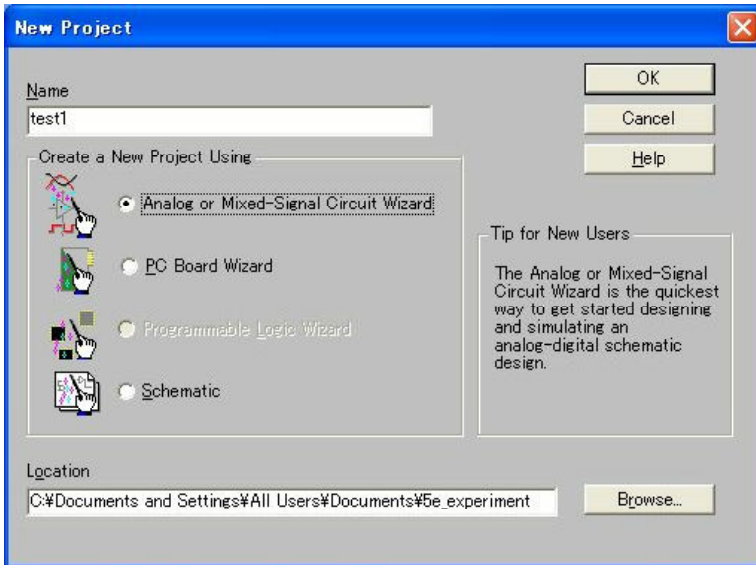 New Project
Name
test1
OK
Cancel
Help
Create a New Project Using
Analog or Mixed-Signal Circuit Wizard
PC Board Wizard
Programmable Logic Wizard
Schematic
Tip for New Users
The Analog or Mixed-Signal
Circuit Wizard is the quickest
way to get started designing
and simulating an
analog-digital schematic
design.
Location
C:¥Documents and Settings¥All Users¥Documents¥5e_experiment
Browse...